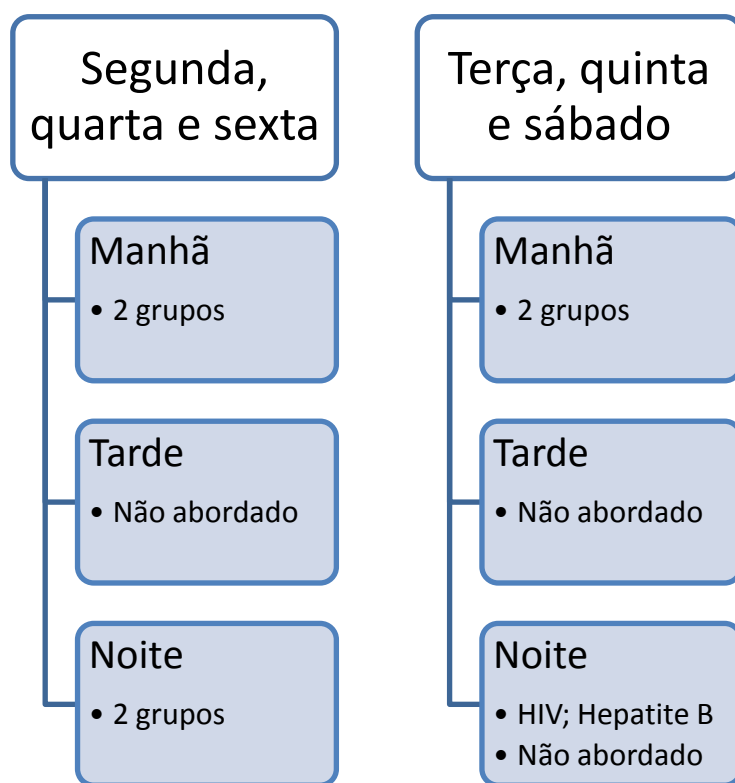 Segunda,
quarta e sexta
Manhã
• 2 grupos
Tarde
• Não abordado
Noite
• 2 grupos
Terça, quinta
e sábado
Manhã
• 2 grupos
Tarde
• Não abordado
Noite
• HIV; Hepatite B
• Não abordado